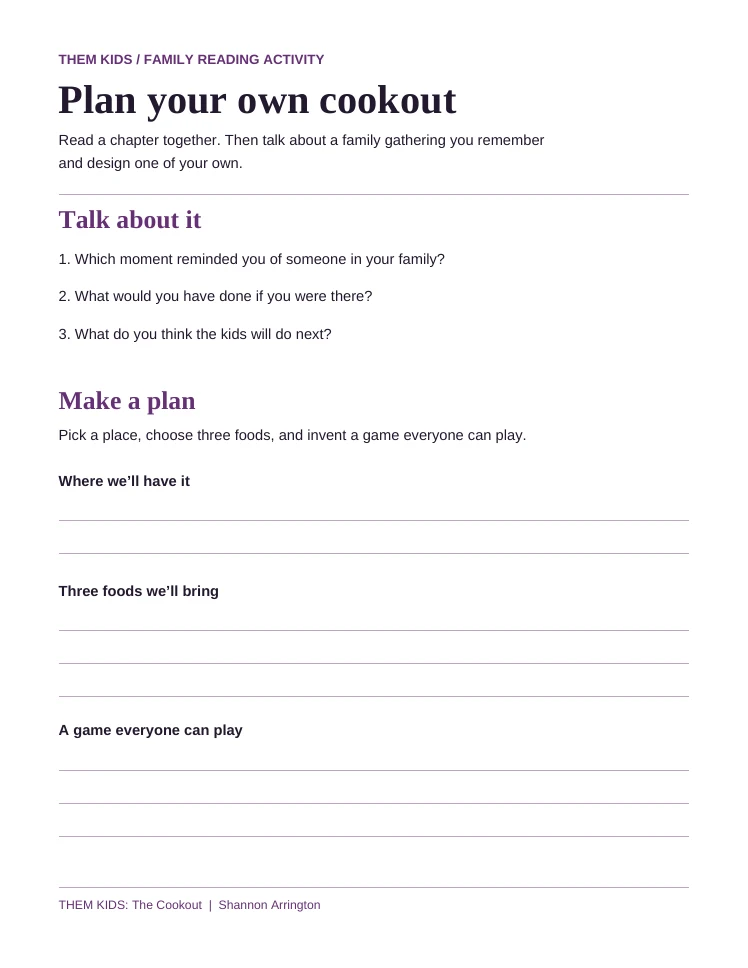 THEM KIDS / FAMILY READING ACTIVITY
Plan your own cookout
Read a chapter together. Then talk about a family gathering you remember
and design one of your own.
Talk about it
1. Which moment reminded you of someone in your family?
2. What would you have done if you were there?
3. What do you think the kids will do next?
Make a plan
Pick a place, choose three foods, and invent a game everyone can play.
Where we’ll have it
Three foods we’ll bring
A game everyone can play
THEM KIDS: The Cookout | Shannon Arrington